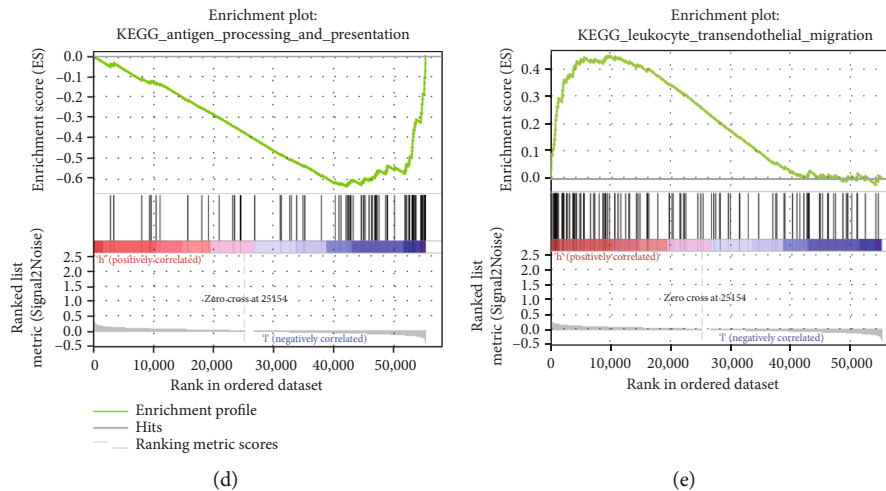 Enrichment plot:
KEGG_antigen_processing_and_presentation
Enrichment score (ES)
0.0
−0.1
−0.2
−0.3
−0.4
−0.5
−0.6
Ranked list
metric (Signal2Noise)
2.5
2.0
1.5
1.0
0.5
0.0
−0.5
'h' (positively correlated)
Zero cross at 25154
'l' (negatively correlated)
0
10,000
20,000
30,000
40,000
50,000
Rank in ordered dataset
Enrichment profile
Hits
Ranking metric scores
(d)
Enrichment plot:
KEGG_leukocyte_transendothelial_migration
Enrichment score (ES)
0.4
0.3
0.2
0.1
0.0
Ranked list
metric (Signal2Noise)
2.5
2.0
1.5
1.0
0.5
0.0
−0.5
'h' (positively correlated)
Zero cross at 25154
'l' (negatively correlated)
0
10,000
20,000
30,000
40,000
50,000
Rank in ordered dataset
(e)